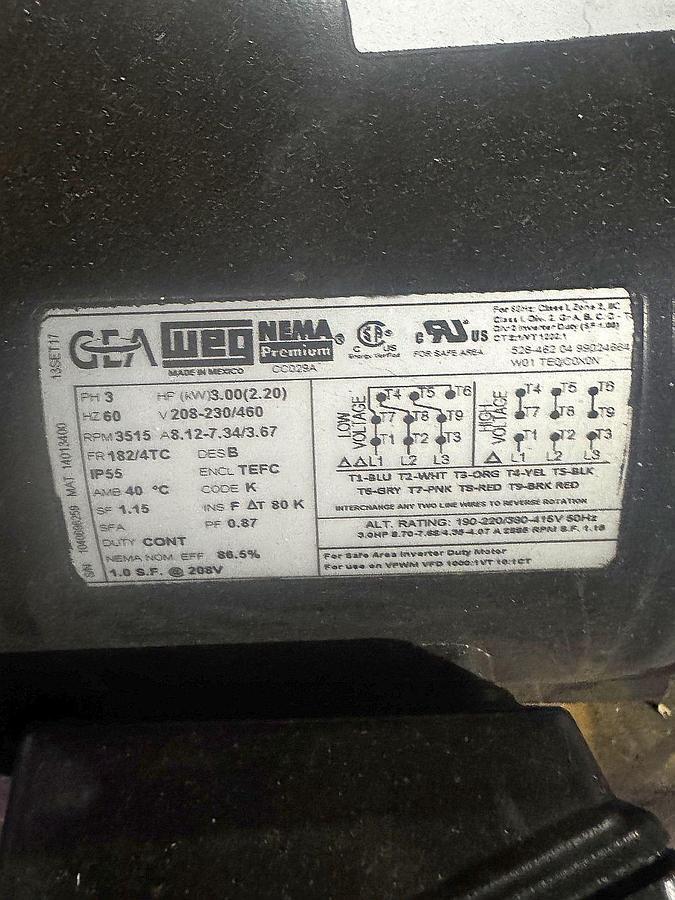 GEA weg NEMA Premium
MADE IN MEXICO
CC029A
Energy Verified
C US
FOR SAFE AREA
13SET17
MAT: 14013400
S/N:
PH 3 HP (kW) 3.00(2.20)
HZ 60 V 208-230/460
RPM 3515 A 8.12-7.34/3.67
FR 182/4TC DES B
IP55 ENCL TEFC
AMB 40 °C CODE K
SF 1.15 INS F ΔT 80 K
SFA PF 0.87
DUTY CONT
NEMA NOM. EFF 86.5%
1.0 S.F. @ 208V
W01.TE0IC0X0N
LOW VOLTAGE
T4 T5 T6
T7 T8 T9
T1 T2 T3
ΔΔ L1 L2 L3
HIGH VOLTAGE
T4 T5 T6
T7 T8 T9
T1 T2 T3
Δ L1 L2 L3
T1-BLU T2-WHT T3-ORG T4-YEL T5-BLK
T6-GRY T7-PNK T8-RED T9-BRK RED
INTERCHANGE ANY TWO LINE WIRES TO REVERSE ROTATION
ALT. RATING: 190-220/380-415V 50Hz
For Safe Area Inverter Duty Motor
For use on VPWM VFD 1000:1VT 10:1CT